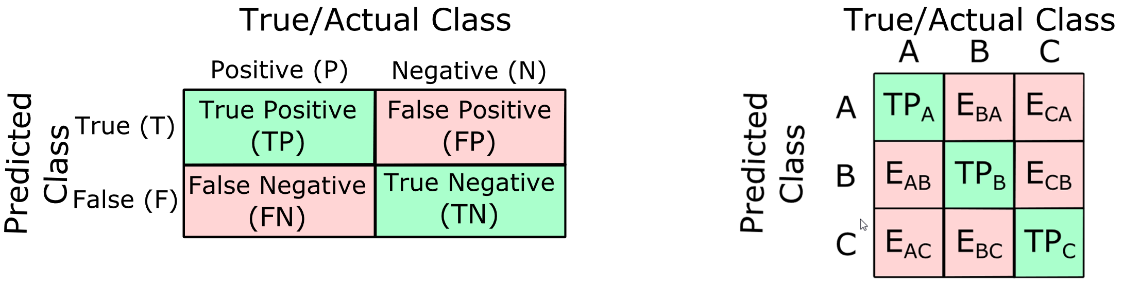 True/Actual Class
Positive (P) Negative (N)
Predicted
Class
True (T)
True Positive
(TP)
False Positive
(FP)
False (F)
False Negative
(FN)
True Negative
(TN)
True/Actual Class
A B C
Predicted
Class
A TPA EBA ECA
B EAB TPB ECB
C EAC EBC TPC